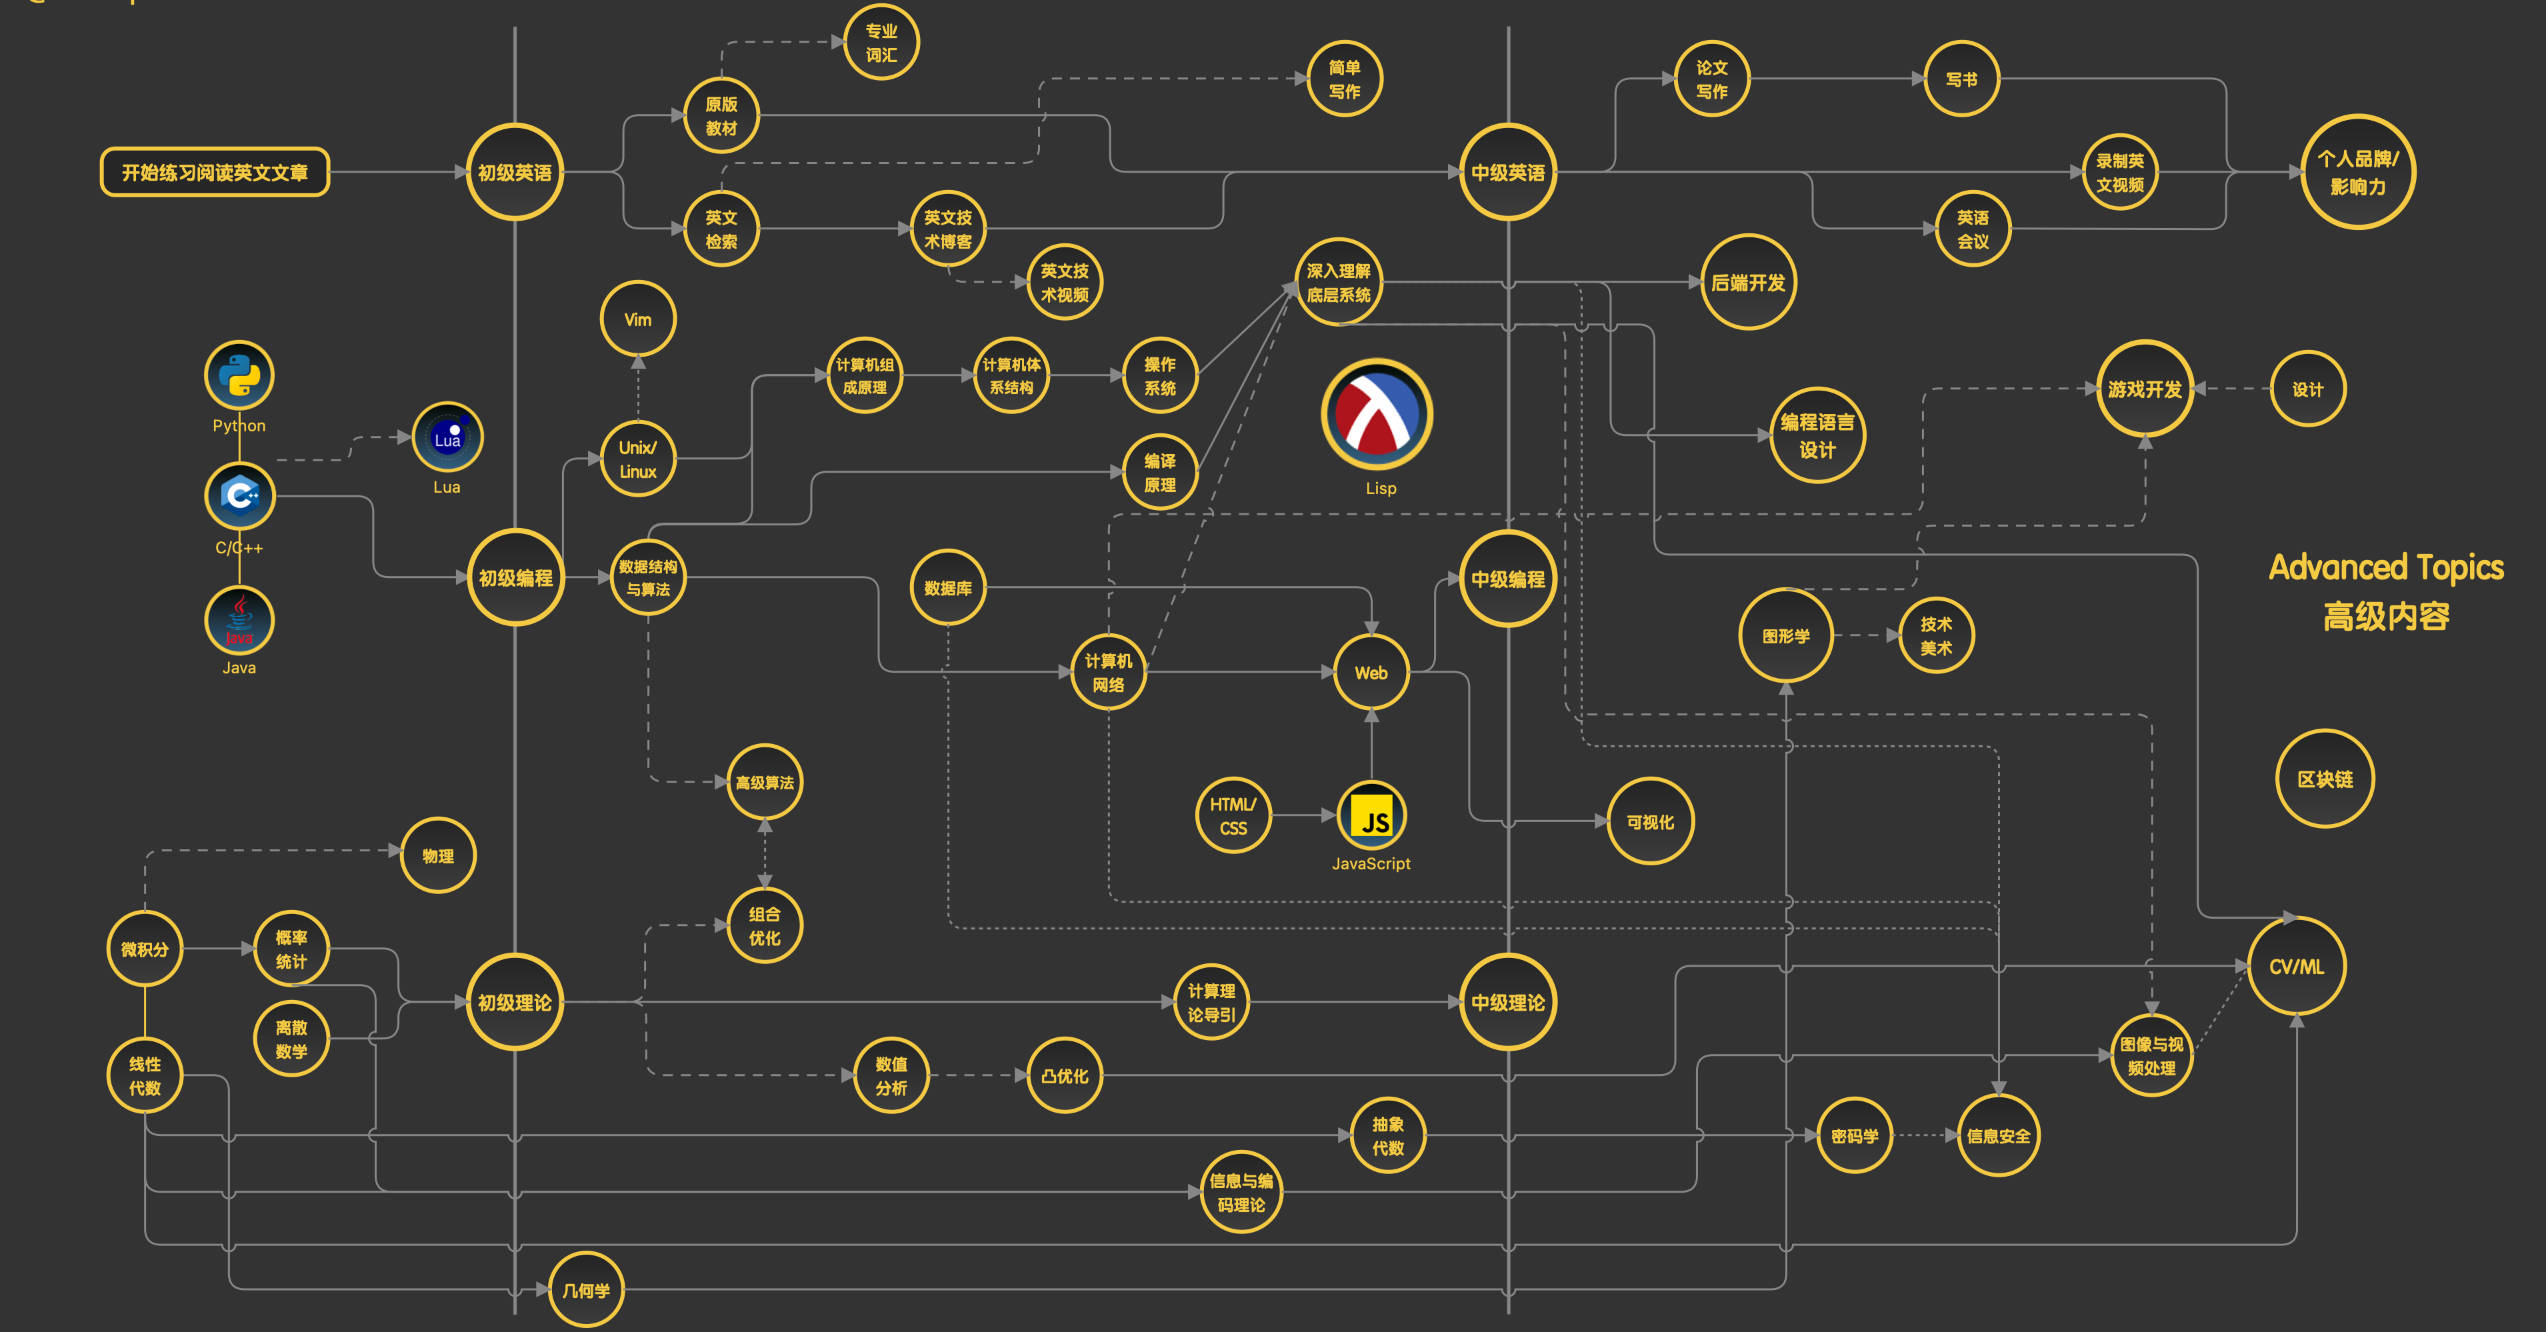 专业
词汇
简单
写作
论文
写作
写书
原版
教材
开始练习阅读英文文章
初级英语
中级英语
录制英
文视频
个人品牌/
影响力
英文
检索
英文技
术博客
英语
会议
英文技
术视频
深入理解
底层系统
后端开发
Vim
计算机组
成原理
计算机体
系结构
操作
系统
游戏开发
设计
Python
Lua
Lua
Unix/
Linux
编译
原理
Lisp
编程语言
设计
C++
C/C++
初级编程
数据结构
与算法
数据库
中级编程
Advanced Topics
高级内容
Java
Java
计算机
网络
Web
图形学
技术
美术
高级算法
HTML/
CSS
JS
JavaScript
可视化
区块链
物理
微积分
概率
统计
组合
优化
离散
数学
初级理论
计算理
论导引
中级理论
CV/ML
线性
代数
数值
分析
凸优化
图像与视
频处理
抽象
代数
密码学
信息安全
信息与编
码理论
几何学